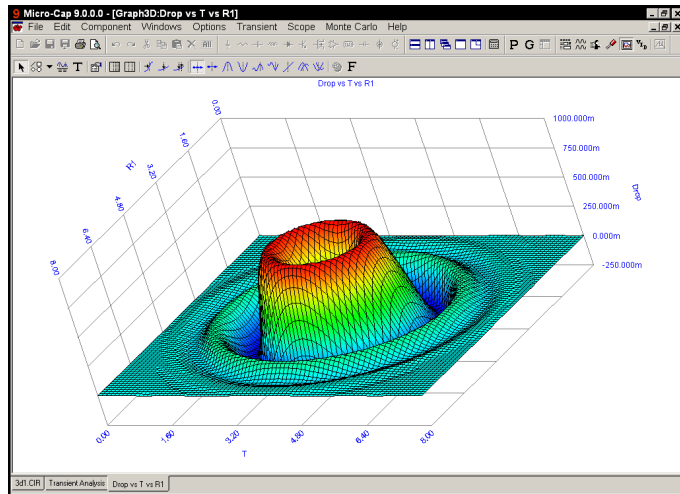 9 Micro-Cap 9.0.0.0 - [Graph3D:Drop vs T vs R1]
File Edit Component Windows Options Transient Scope Monte Carlo Help
P G
T F
Drop vs T vs R1
0.00
1.60
R1
3.20
4.80
6.40
8.00
1000.000m
750.000m
500.000m
Drop
250.000m
0.000m
-250.000m
0.00 1.60 3.20 4.80 6.40 8.00
T
3d1.CIR Transient Analysis Drop vs T vs R1